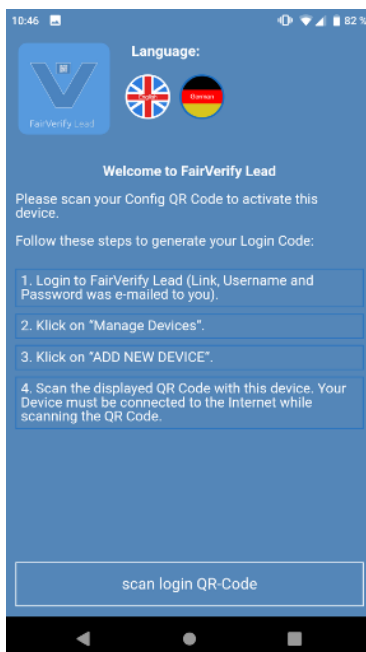 10:46
82 %
Language:
English
German
FairVerify Lead
Welcome to FairVerify Lead
Please scan your Config QR Code to activate this
device.
Follow these steps to generate your Login Code:
1. Login to FairVerify Lead (Link, Username and
Password was e-mailed to you).
2. Klick on "Manage Devices".
3. Klick on "ADD NEW DEVICE".
4. Scan the displayed QR Code with this device. Your
Device must be connected to the Internet while
scanning the QR Code.
scan login QR-Code